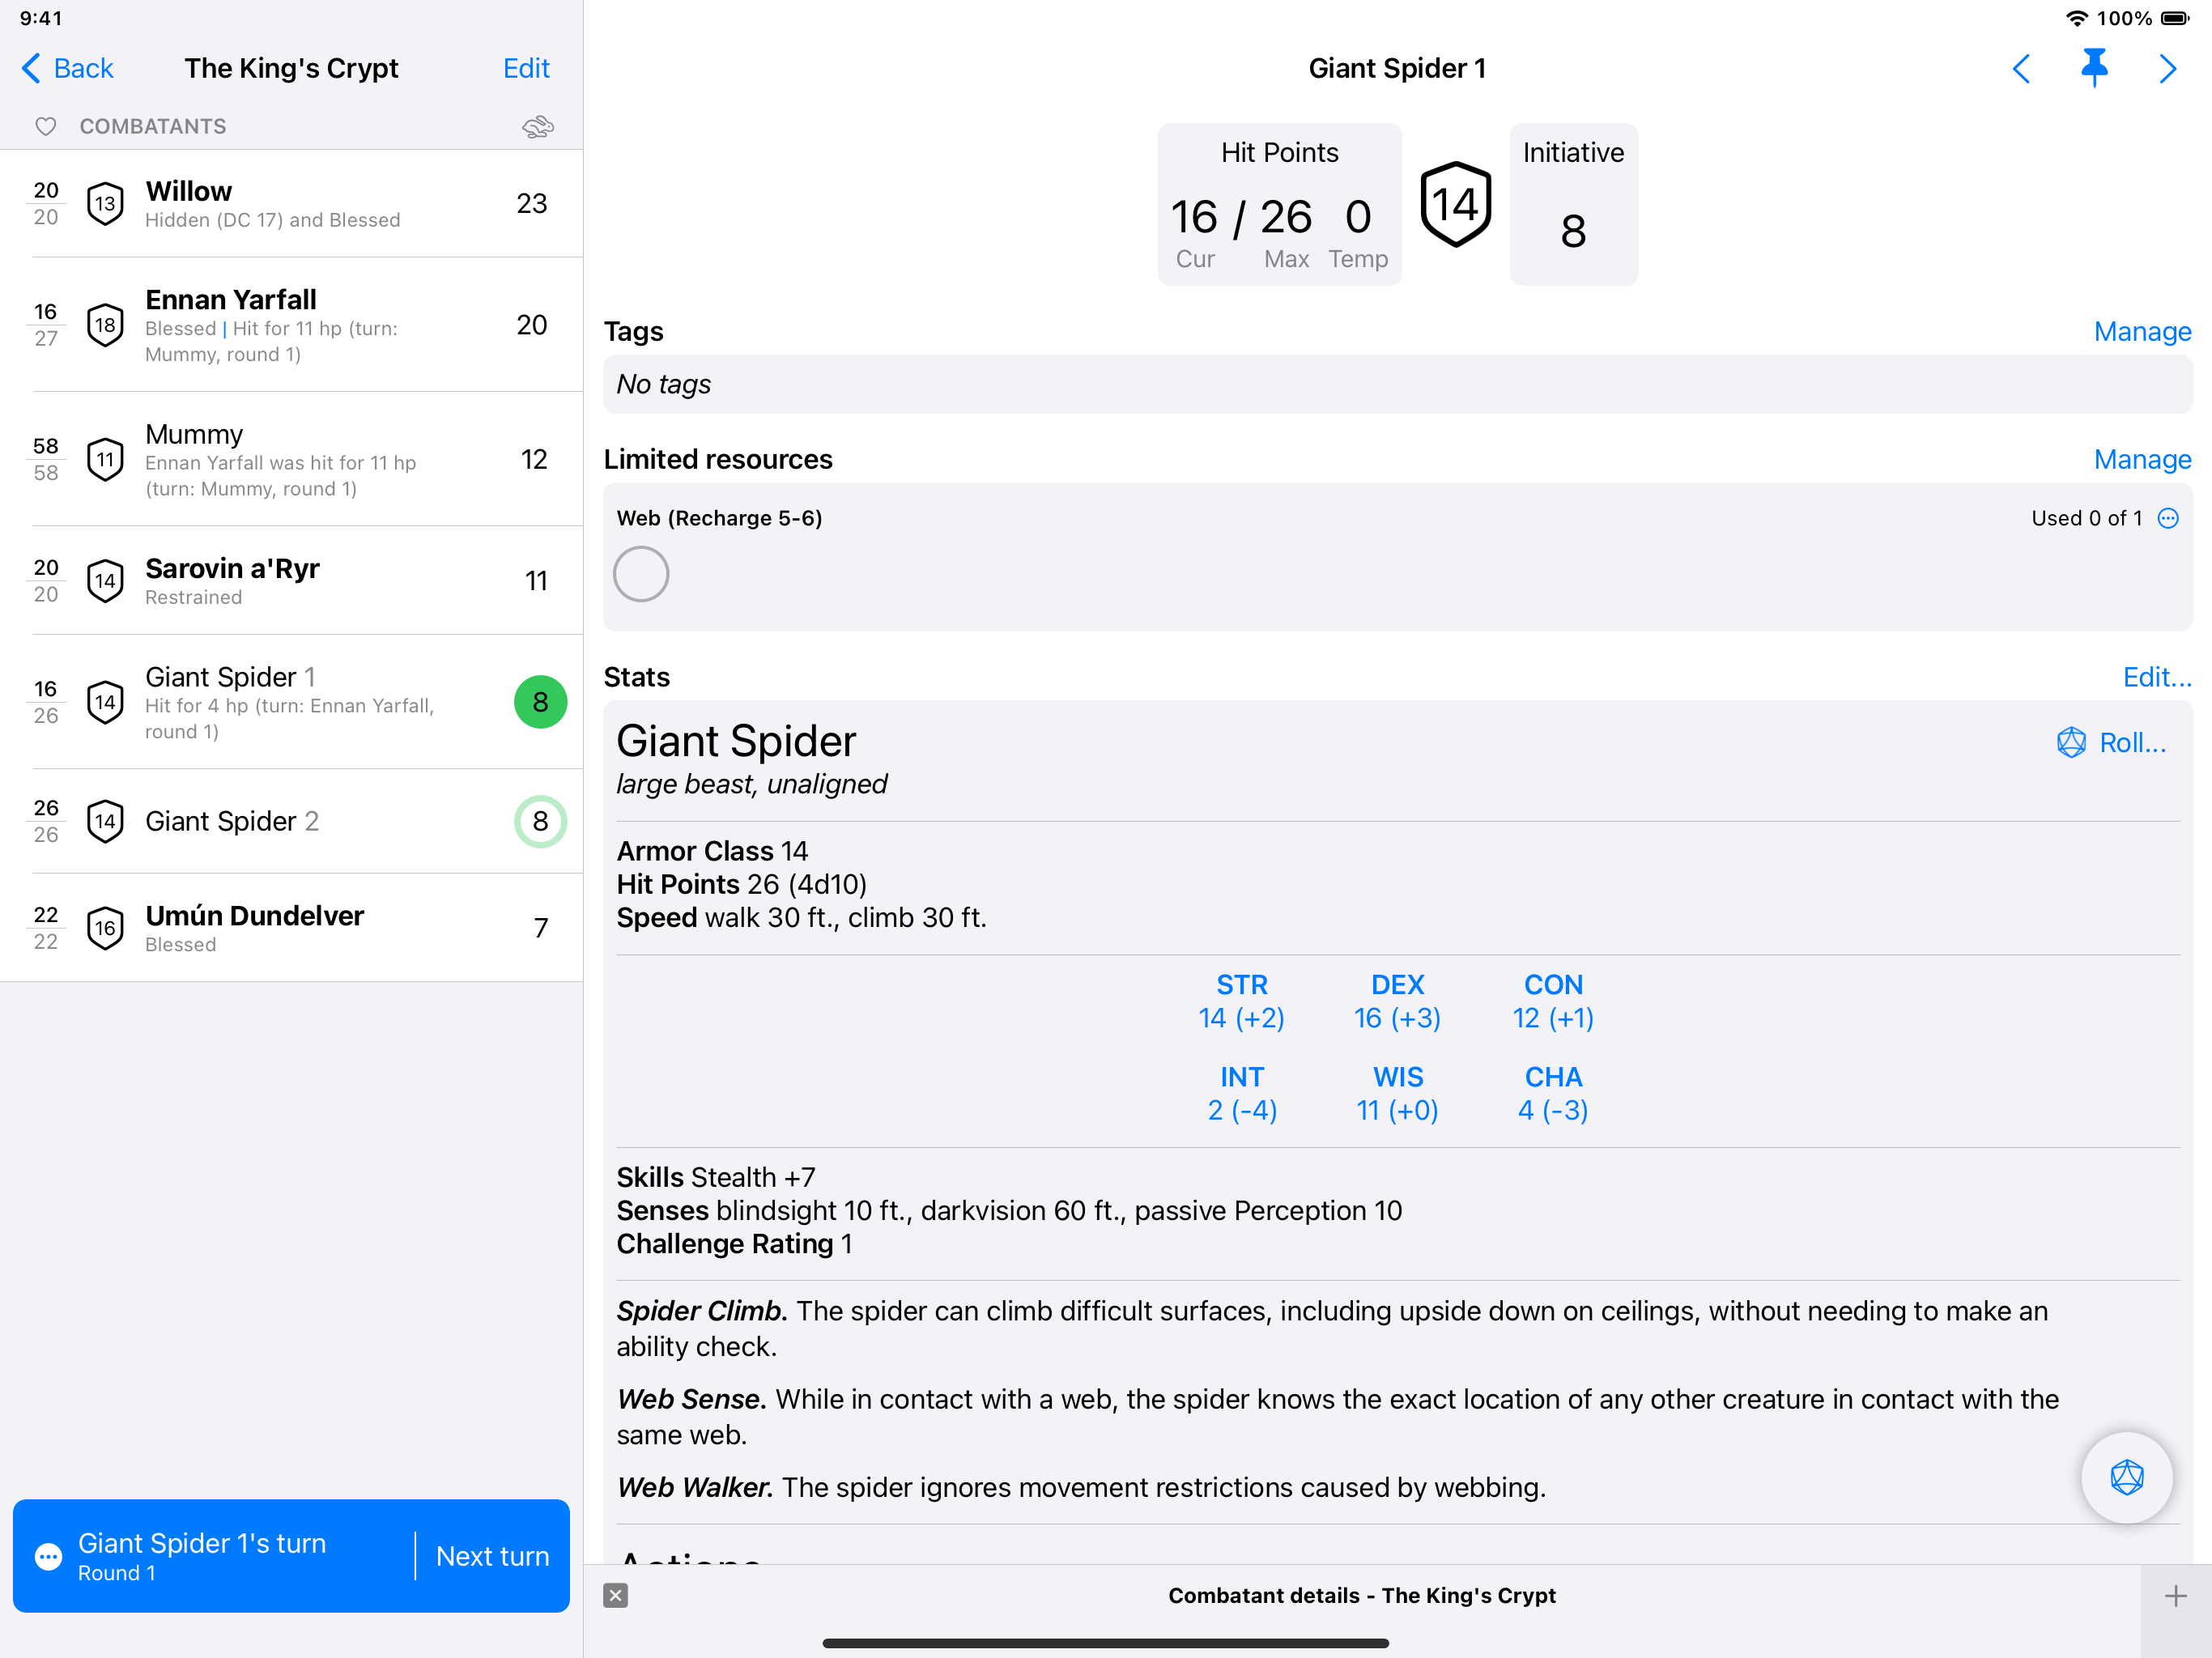 9:41
100%
Back
The King's Crypt
Edit
COMBATANTS
20
20
13
Willow
Hidden (DC 17) and Blessed
23
16
27
18
Ennan Yarfall
Blessed | Hit for 11 hp (turn:
Mummy, round 1)
20
58
58
11
Mummy
Ennan Yarfall was hit for 11 hp
(turn: Mummy, round 1)
12
20
20
14
Sarovin a'Ryr
Restrained
11
16
26
14
Giant Spider 1
Hit for 4 hp (turn: Ennan Yarfall,
round 1)
8
26
26
14
Giant Spider 2
8
22
22
16
Umún Dundelver
Blessed
7
Giant Spider 1's turn
Round 1
Next turn
Giant Spider 1
Hit Points
16 / 26 0
Cur Max Temp
14
Initiative
8
Tags
Manage
No tags
Limited resources
Manage
Web (Recharge 5-6)
Used 0 of 1
Stats
Edit...
Giant Spider
Roll...
large beast, unaligned
Armor Class 14
Hit Points 26 (4d10)
Speed walk 30 ft., climb 30 ft.
STR DEX CON
14 (+2) 16 (+3) 12 (+1)
INT WIS CHA
2 (-4) 11 (+0) 4 (-3)
Skills Stealth +7
Senses blindsight 10 ft., darkvision 60 ft., passive Perception 10
Challenge Rating 1
Spider Climb. The spider can climb difficult surfaces, including upside down on ceilings, without needing to make an
ability check.
Web Sense. While in contact with a web, the spider knows the exact location of any other creature in contact with the
same web.
Web Walker. The spider ignores movement restrictions caused by webbing.
Actions
Combatant details - The King's Crypt